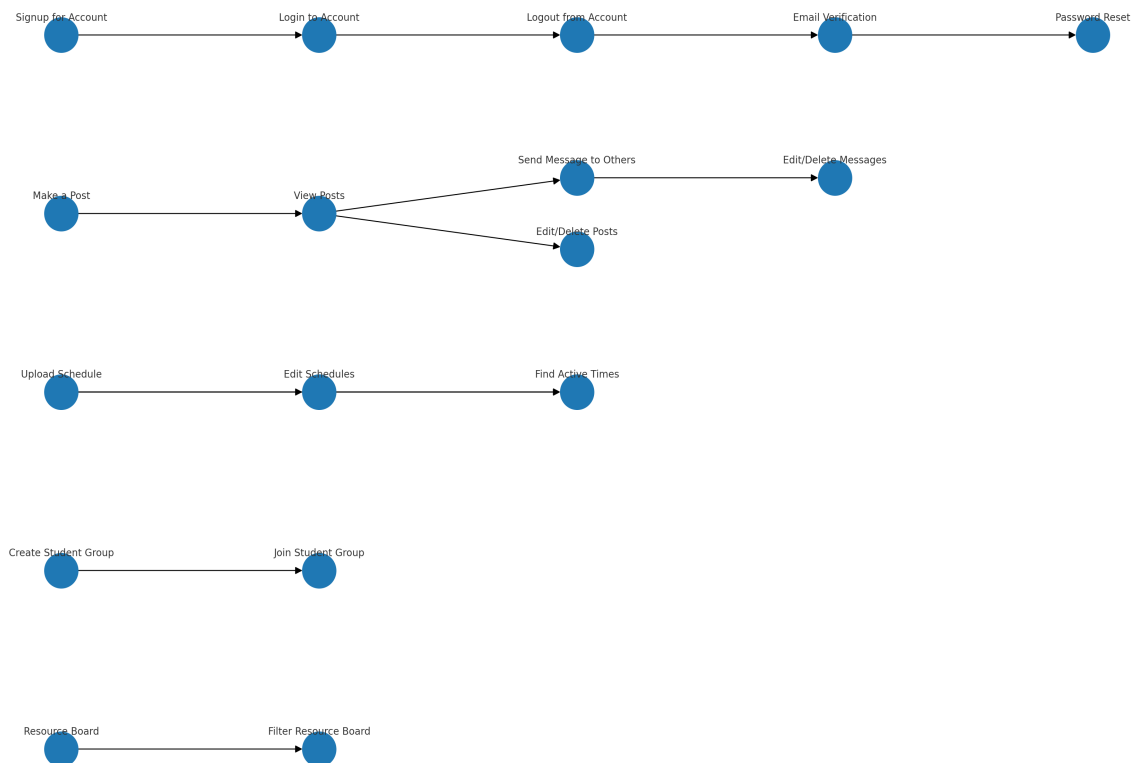 Signup for Account
Login to Account
Logout from Account
Email Verification
Password Reset
Send Message to Others
Edit/Delete Messages
Make a Post
View Posts
Edit/Delete Posts
Upload Schedule
Edit Schedules
Find Active Times
Create Student Group
Join Student Group
Resource Board
Filter Resource Board